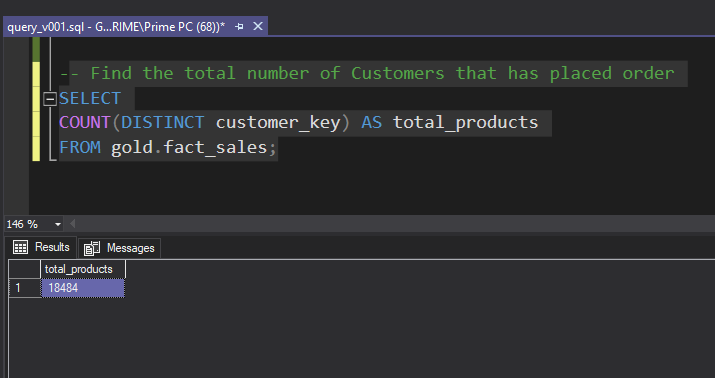 query_v001.sql - G...RIME\Prime PC (68))*
-- Find the total number of Customers that has placed order
SELECT
COUNT(DISTINCT customer_key) AS total_products
FROM gold.fact_sales;
146 %
Results Messages
total_products
1 18484